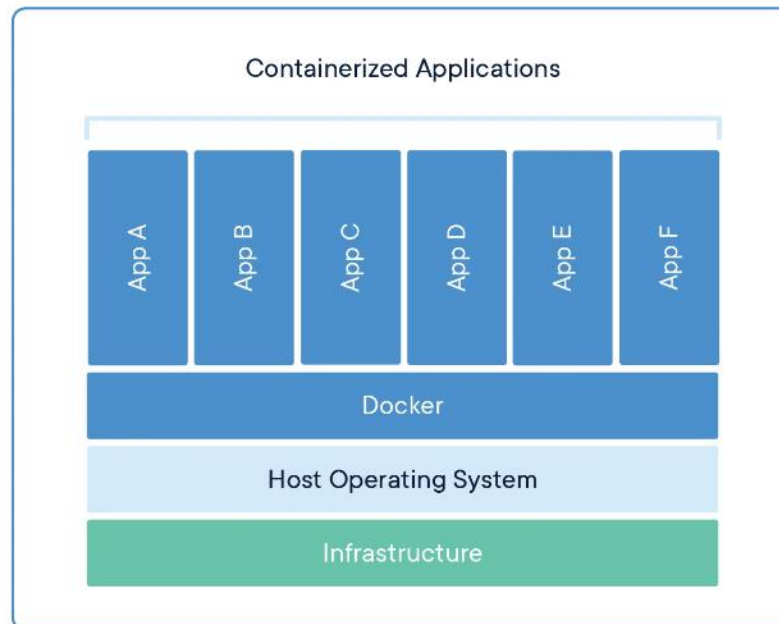 Containerized Applications
App A
App B
App C
App D
App E
App F
Docker
Host Operating System
Infrastructure